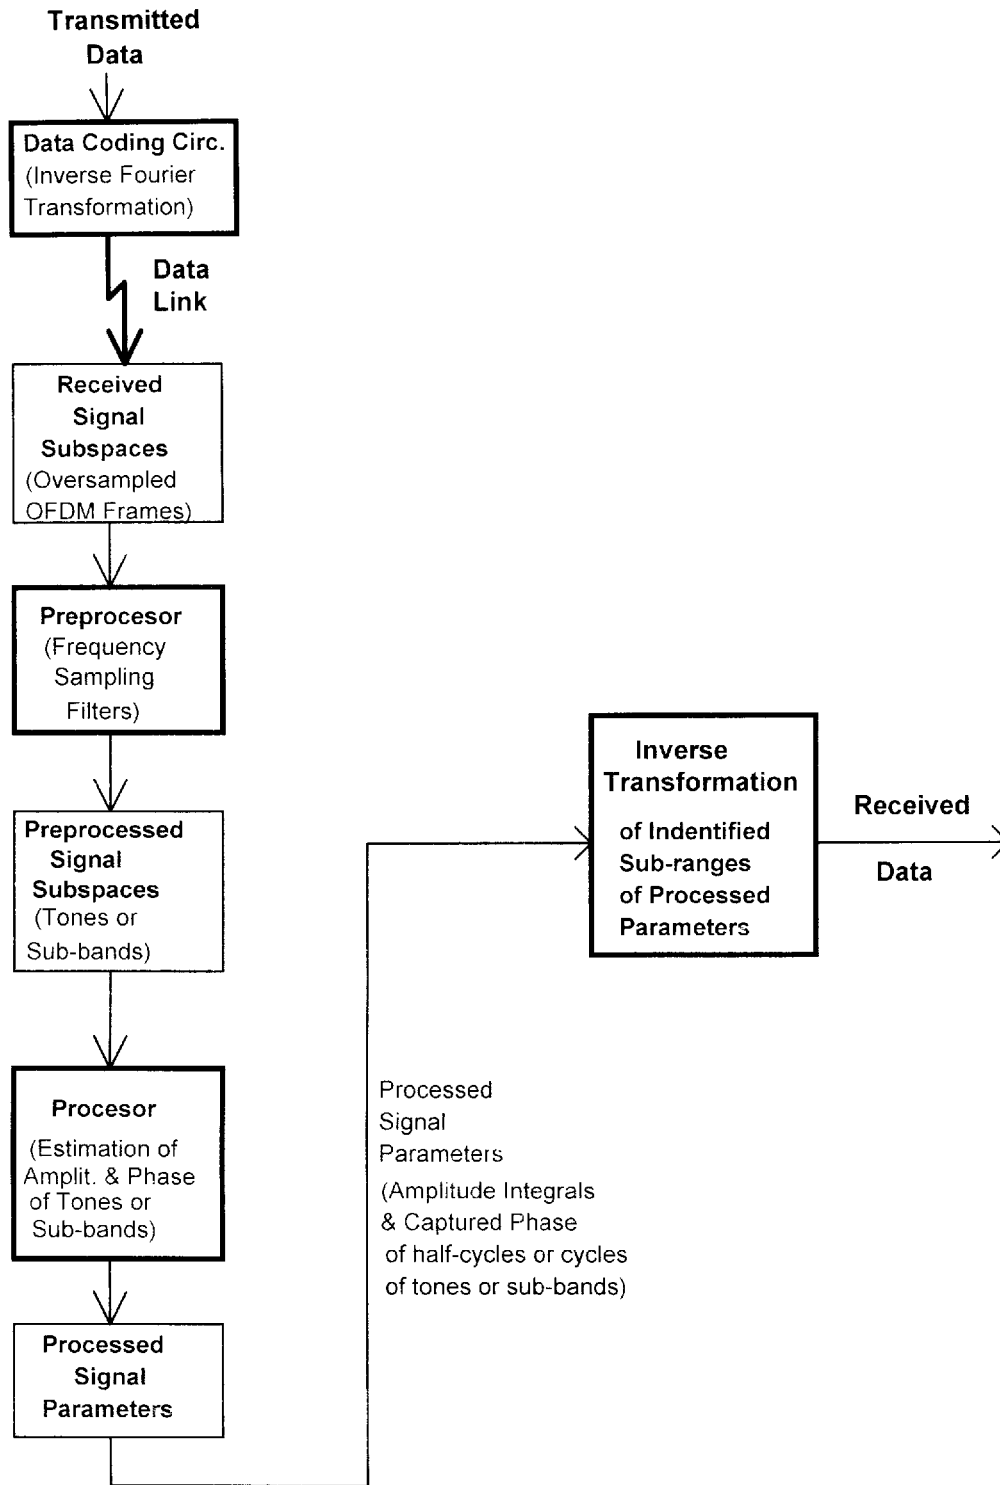 Transmitted
Data
Data Coding Circ.
(Inverse Fourier
Transformation)
Data
Link
Received
Signal
Subspaces
(Oversampled
OFDM Frames)
Preprocesor
(Frequency
Sampling
Filters)
Preprocessed
Signal
Subspaces
(Tones or
Sub-bands)
Procesor
(Estimation of
Amplit. & Phase
of Tones or
Sub-bands)
Processed
Signal
Parameters
Processed
Signal
Parameters
(Amplitude Integrals
& Captured Phase
of half-cycles or cycles
of tones or sub-bands)
Inverse
Transformation
of Indentified
Sub-ranges
of Processed
Parameters
Received
Data